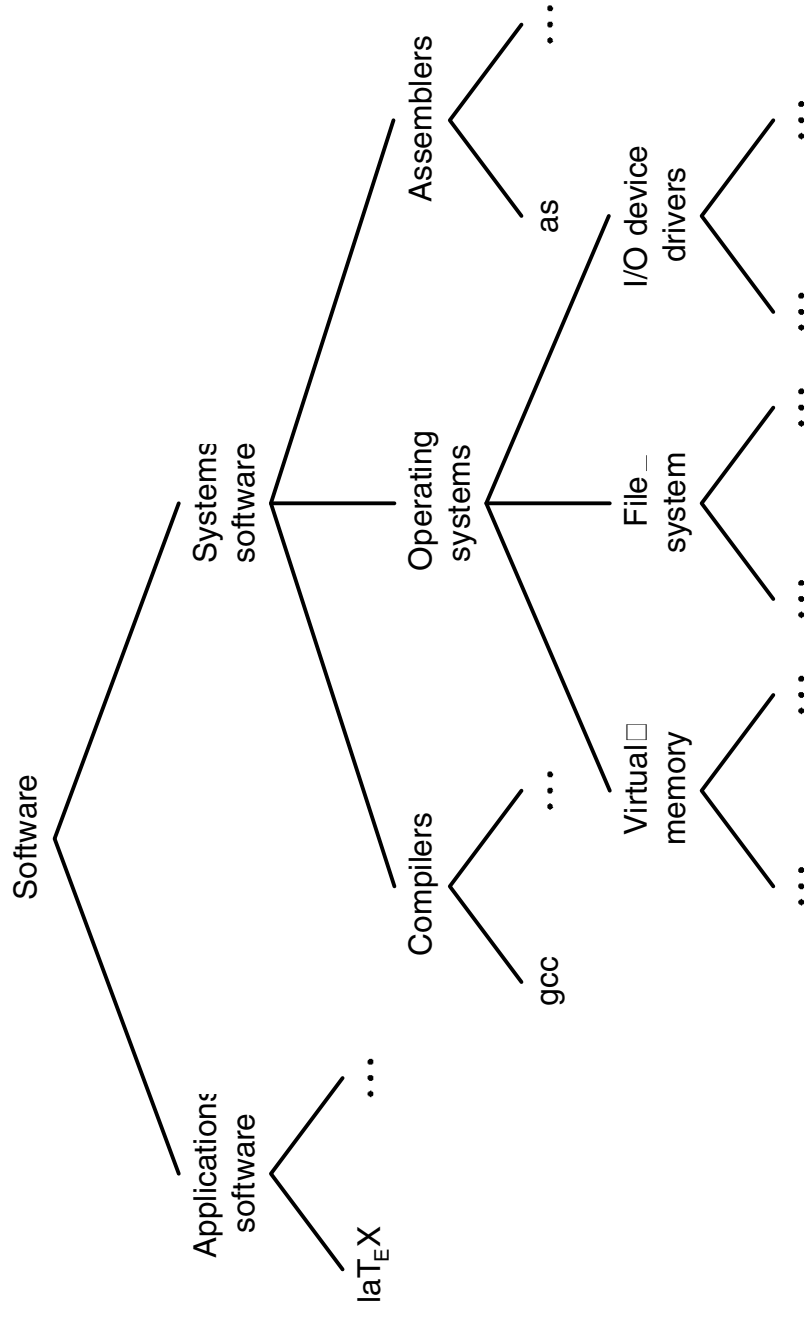 Software
Applications
software
Systems
software
laTEX
...
Compilers
Operating
systems
Assemblers
gcc
...
as
...
Virtual
memory
File
system
I/O device
drivers
...
...
...
...
...
...